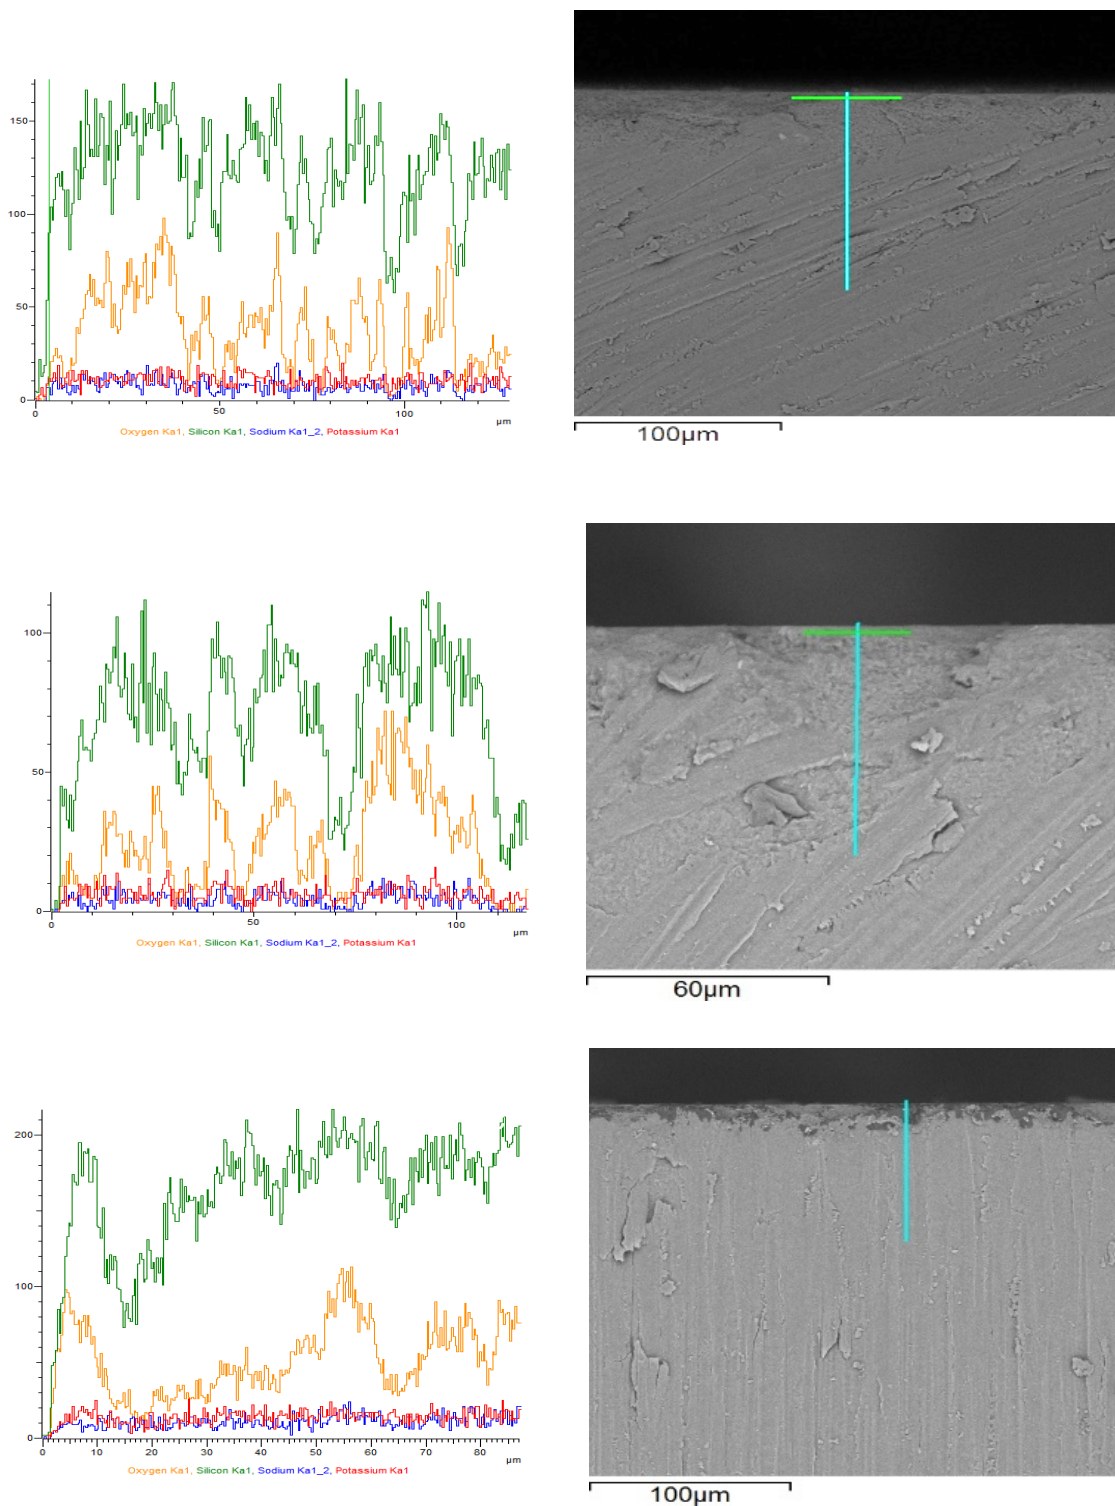 150
100
50
0
0 50 100
µm
Oxygen Ka1, Silicon Ka1, Sodium Ka1_2, Potassium Ka1
100µm
100
50
0
0 50 100
µm
Oxygen Ka1, Silicon Ka1, Sodium Ka1_2, Potassium Ka1
60µm
200
100
0
0 10 20 30 40 50 60 70 80
µm
Oxygen Ka1, Silicon Ka1, Sodium Ka1_2, Potassium Ka1
100µm